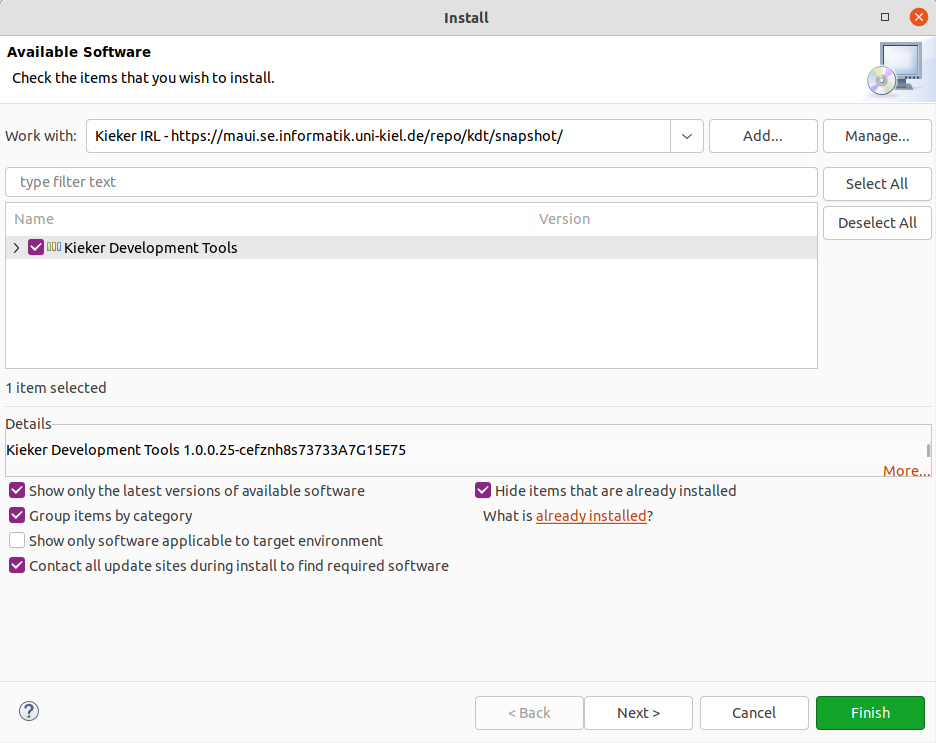 Install
Available Software
Check the items that you wish to install.
Work with: Kieker IRL - https://maui.se.informatik.uni-kiel.de/repo/kdt/snapshot/ Add... Manage...
type filter text Select All
Name Version Deselect All
Kieker Development Tools
1 item selected
Details
Kieker Development Tools 1.0.0.25-cefznh8s73733A7G15E75
More...
Show only the latest versions of available software Hide items that are already installed
Group items by category What is already installed?
Show only software applicable to target environment
Contact all update sites during install to find required software
? < Back Next > Cancel Finish